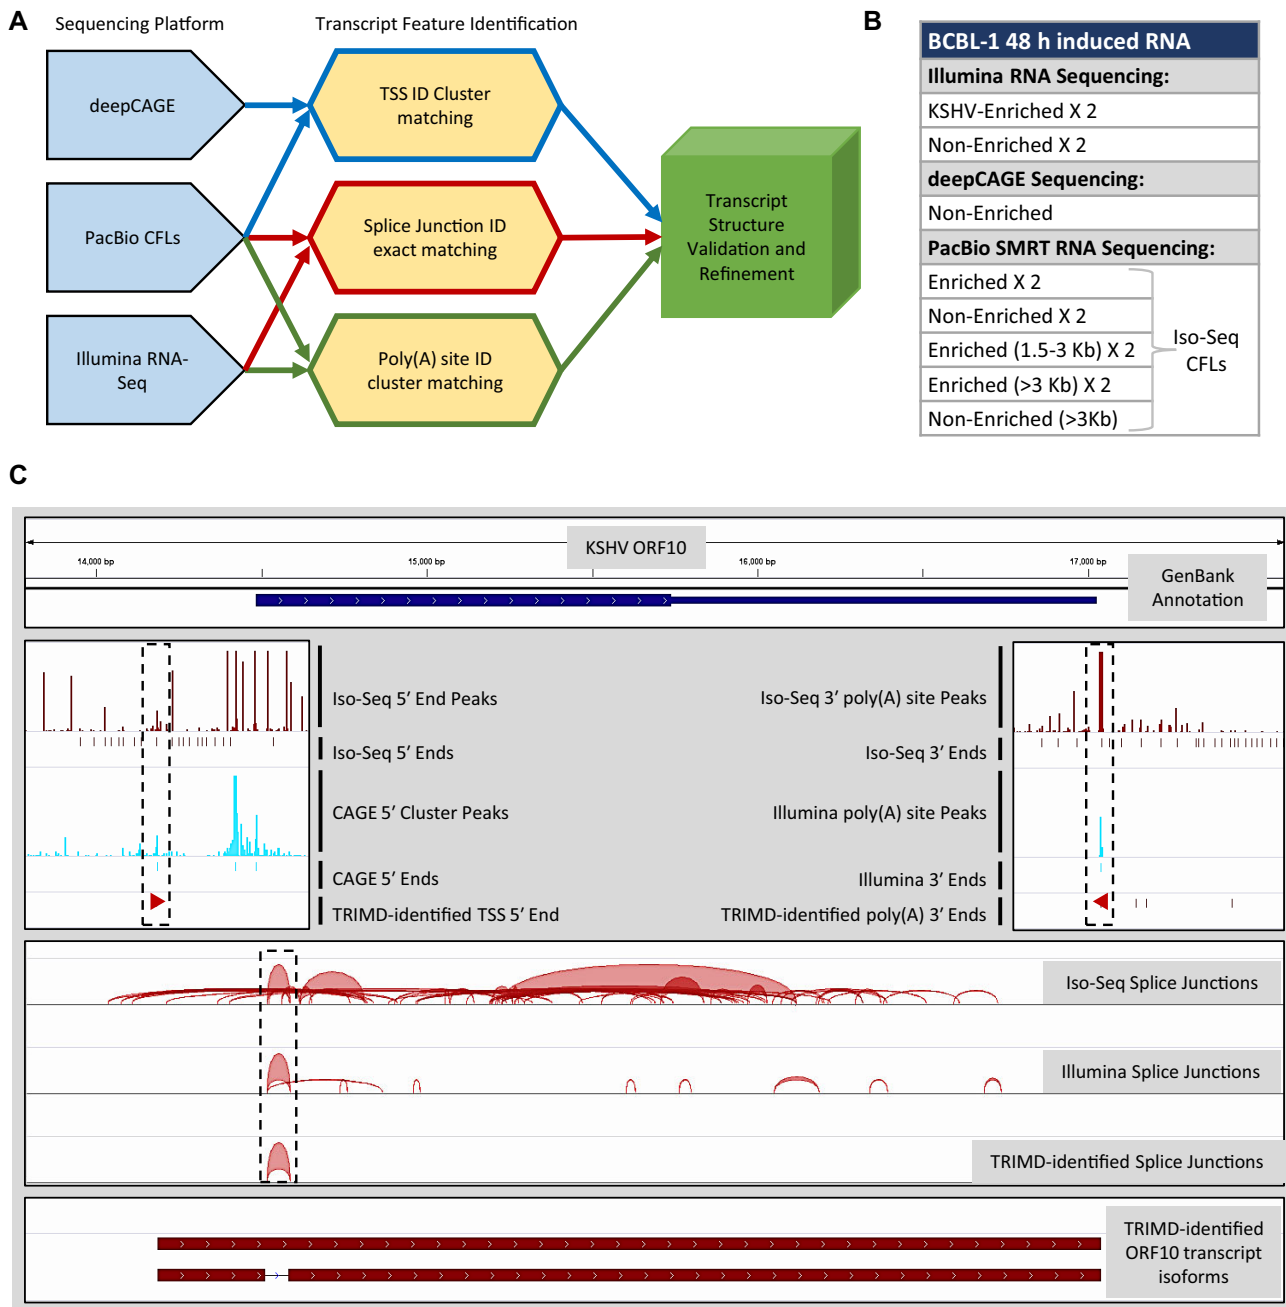 A
Sequencing Platform
Transcript Feature Identification
deepCAGE
TSS ID Cluster
matching
PacBio CFLs
Splice Junction ID
exact matching
Illumina RNA-
Seq
Poly(A) site ID
cluster matching
Transcript
Structure
Validation and
Refinement
B
BCBL-1 48 h induced RNA
Illumina RNA Sequencing:
KSHV-Enriched X 2
Non-Enriched X 2
deepCAGE Sequencing:
Non-Enriched
PacBio SMRT RNA Sequencing:
Enriched X 2
Non-Enriched X 2
Enriched (1.5-3 Kb) X 2
Enriched (>3 Kb) X 2
Non-Enriched (>3Kb)
Iso-Seq
CFLs
C
KSHV ORF10
14,000 bp
15,000 bp
16,000 bp
17,000 bp
GenBank
Annotation
Iso-Seq 5′ End Peaks
Iso-Seq 5′ Ends
CAGE 5′ Cluster Peaks
CAGE 5′ Ends
TRIMD-identified TSS 5′ End
Iso-Seq 3′ poly(A) site Peaks
Iso-Seq 3′ Ends
Illumina poly(A) site Peaks
Illumina 3′ Ends
TRIMD-identified poly(A) 3′ Ends
Iso-Seq Splice Junctions
Illumina Splice Junctions
TRIMD-identified Splice Junctions
TRIMD-identified
ORF10 transcript
isoforms